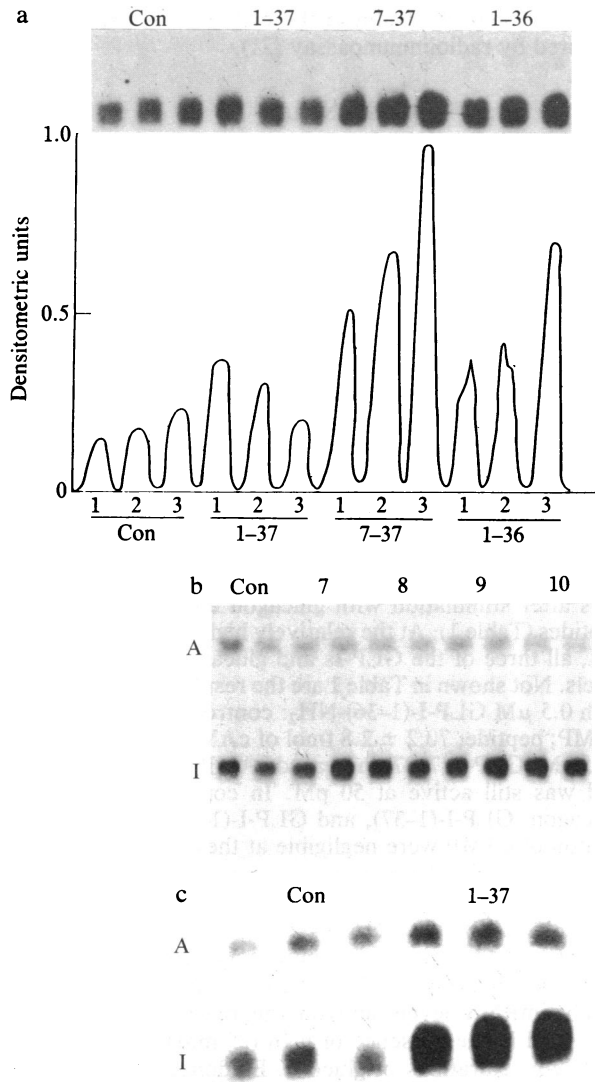 a
Con 1–37 7–37 1–36
1.0
0.5
0
Densitometric units
1 2 3 1 2 3 1 2 3 1 2 3
Con 1–37 7–37 1–36
b Con 7 8 9 10
A
I
c Con 1–37
A
I